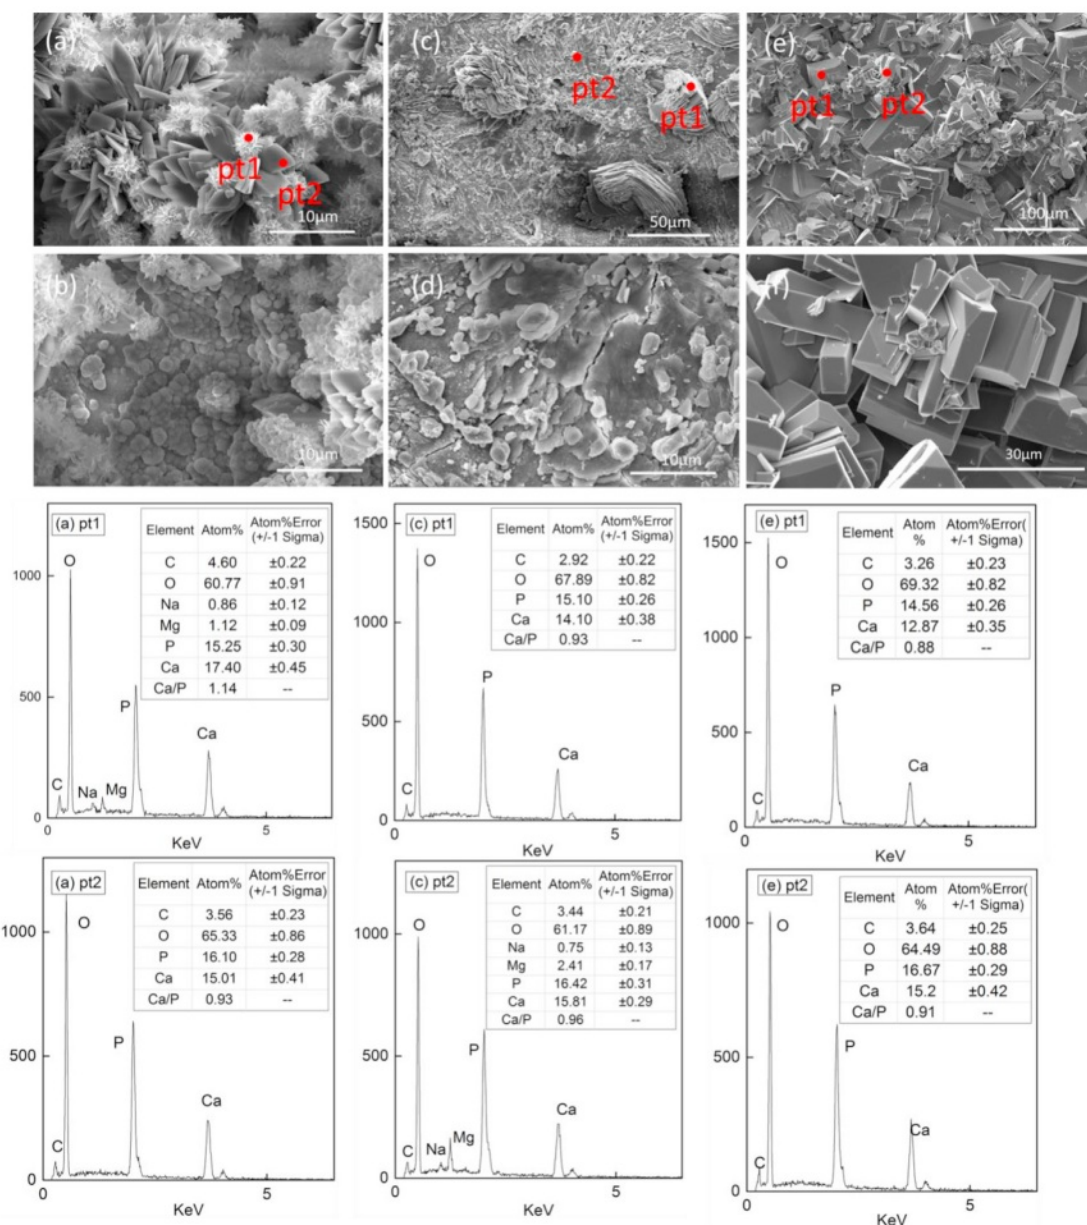 (a)
pt1
pt2
10μm
(c)
pt2
pt1
50μm
(e)
pt1
pt2
100μm
(b)
10μm
(d)
10μm
30μm
(a) pt1
Element Atom% Atom%Error (+/-1 Sigma)
C 4.60 ±0.22
O 60.77 ±0.91
Na 0.86 ±0.12
Mg 1.12 ±0.09
P 15.25 ±0.30
Ca 17.40 ±0.45
Ca/P 1.14 --
O
1000
500
0
C
Na
Mg
P
Ca
0
5
KeV
(c) pt1
Element Atom% Atom%Error (+/-1 Sigma)
C 2.92 ±0.22
O 67.89 ±0.82
P 15.10 ±0.26
Ca 14.10 ±0.38
Ca/P 0.93 --
1500
1000
500
0
O
C
P
Ca
0
5
KeV
(e) pt1
Element Atom % Atom%Error( +/-1 Sigma)
C 3.26 ±0.23
O 69.32 ±0.82
P 14.56 ±0.26
Ca 12.87 ±0.35
Ca/P 0.88 --
1500
1000
500
0
O
C
P
Ca
0
5
KeV
(a) pt2
Element Atom% Atom%Error (+/-1 Sigma)
C 3.56 ±0.23
O 65.33 ±0.86
P 16.10 ±0.28
Ca 15.01 ±0.41
Ca/P 0.93 --
1000
500
0
O
C
P
Ca
0
5
KeV
(c) pt2
Element Atom% Atom%Error (+/-1 Sigma)
C 3.44 ±0.21
O 61.17 ±0.89
Na 0.75 ±0.13
Mg 2.41 ±0.17
P 16.42 ±0.31
Ca 15.81 ±0.29
Ca/P 0.96 --
1000
500
0
O
C
Na
Mg
P
Ca
0
5
KeV
(e) pt2
Element Atom % Atom%Error( +/-1 Sigma)
C 3.64 ±0.25
O 64.49 ±0.88
P 16.67 ±0.29
Ca 15.2 ±0.42
Ca/P 0.91 --
1000
500
0
O
C
P
Ca
0
5
KeV